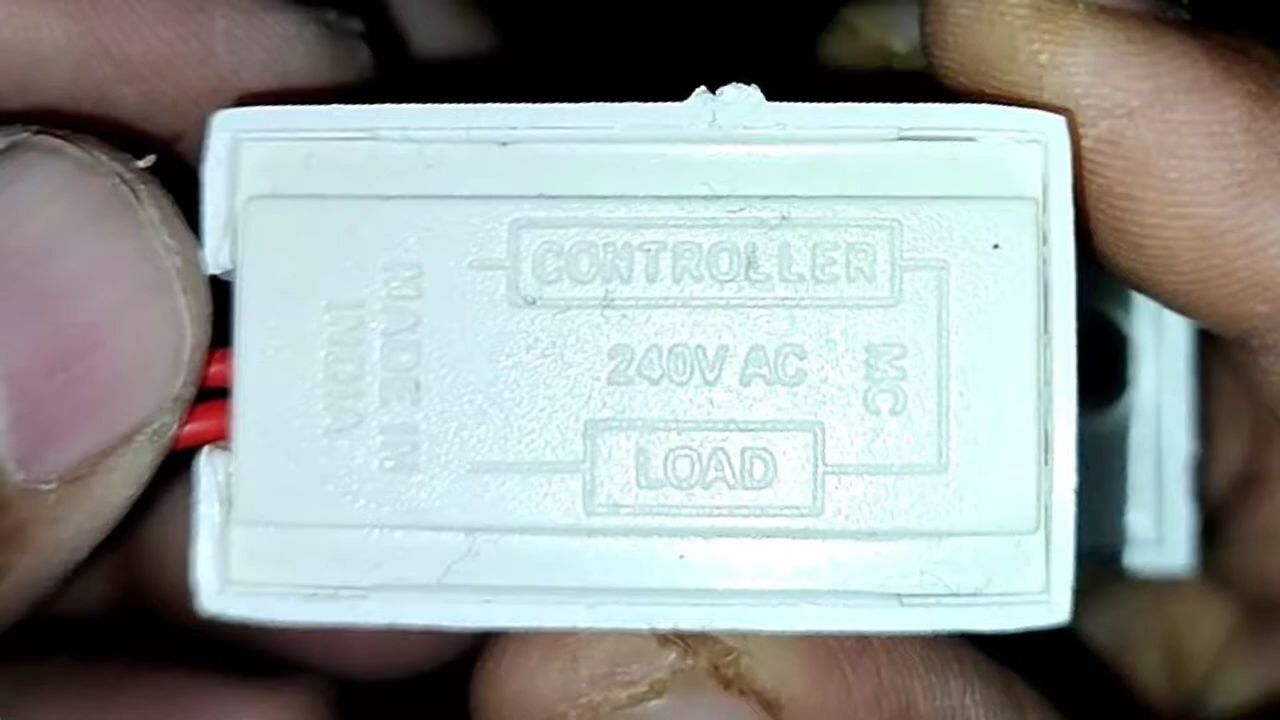 CONTROLLER
240V AC
MC
LOAD
MADE IN
INDIA